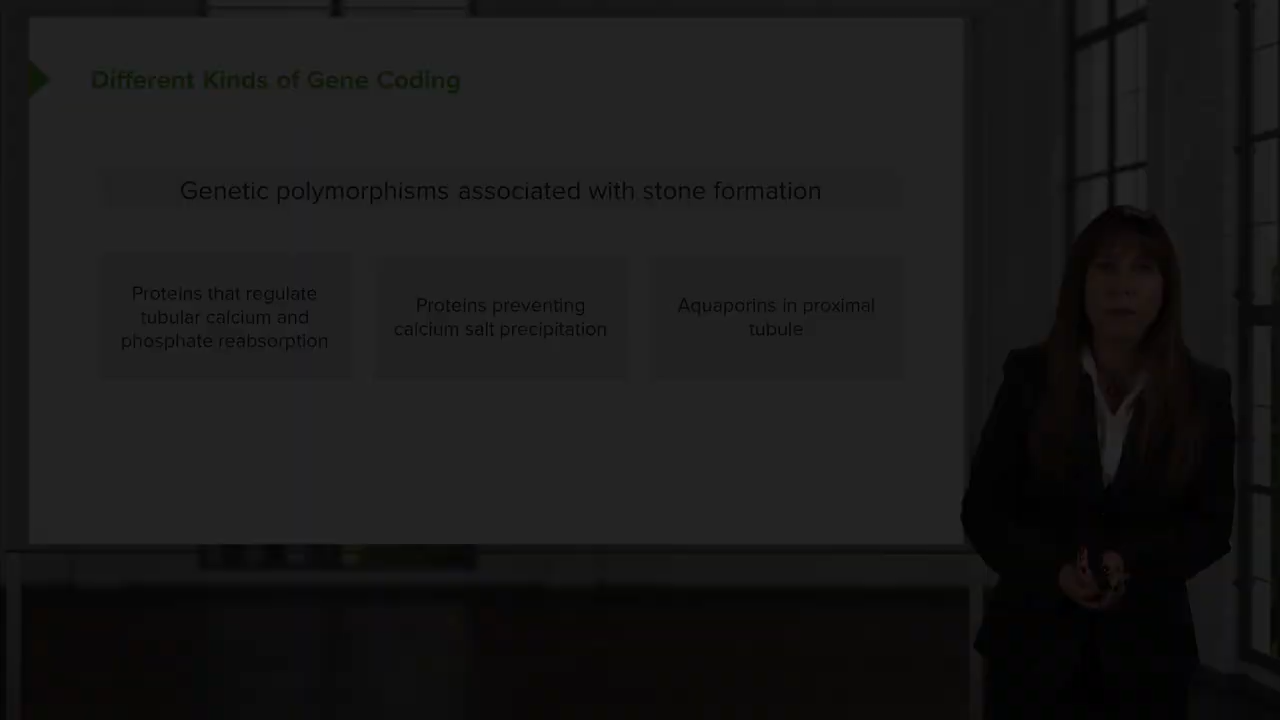 Different Kinds of Gene Coding
Genetic polymorphisms associated with stone formation
Proteins that regulate
tubular calcium and
phosphate reabsorption
Proteins preventing
calcium salt precipitation
Aquaporins in proximal
tubule